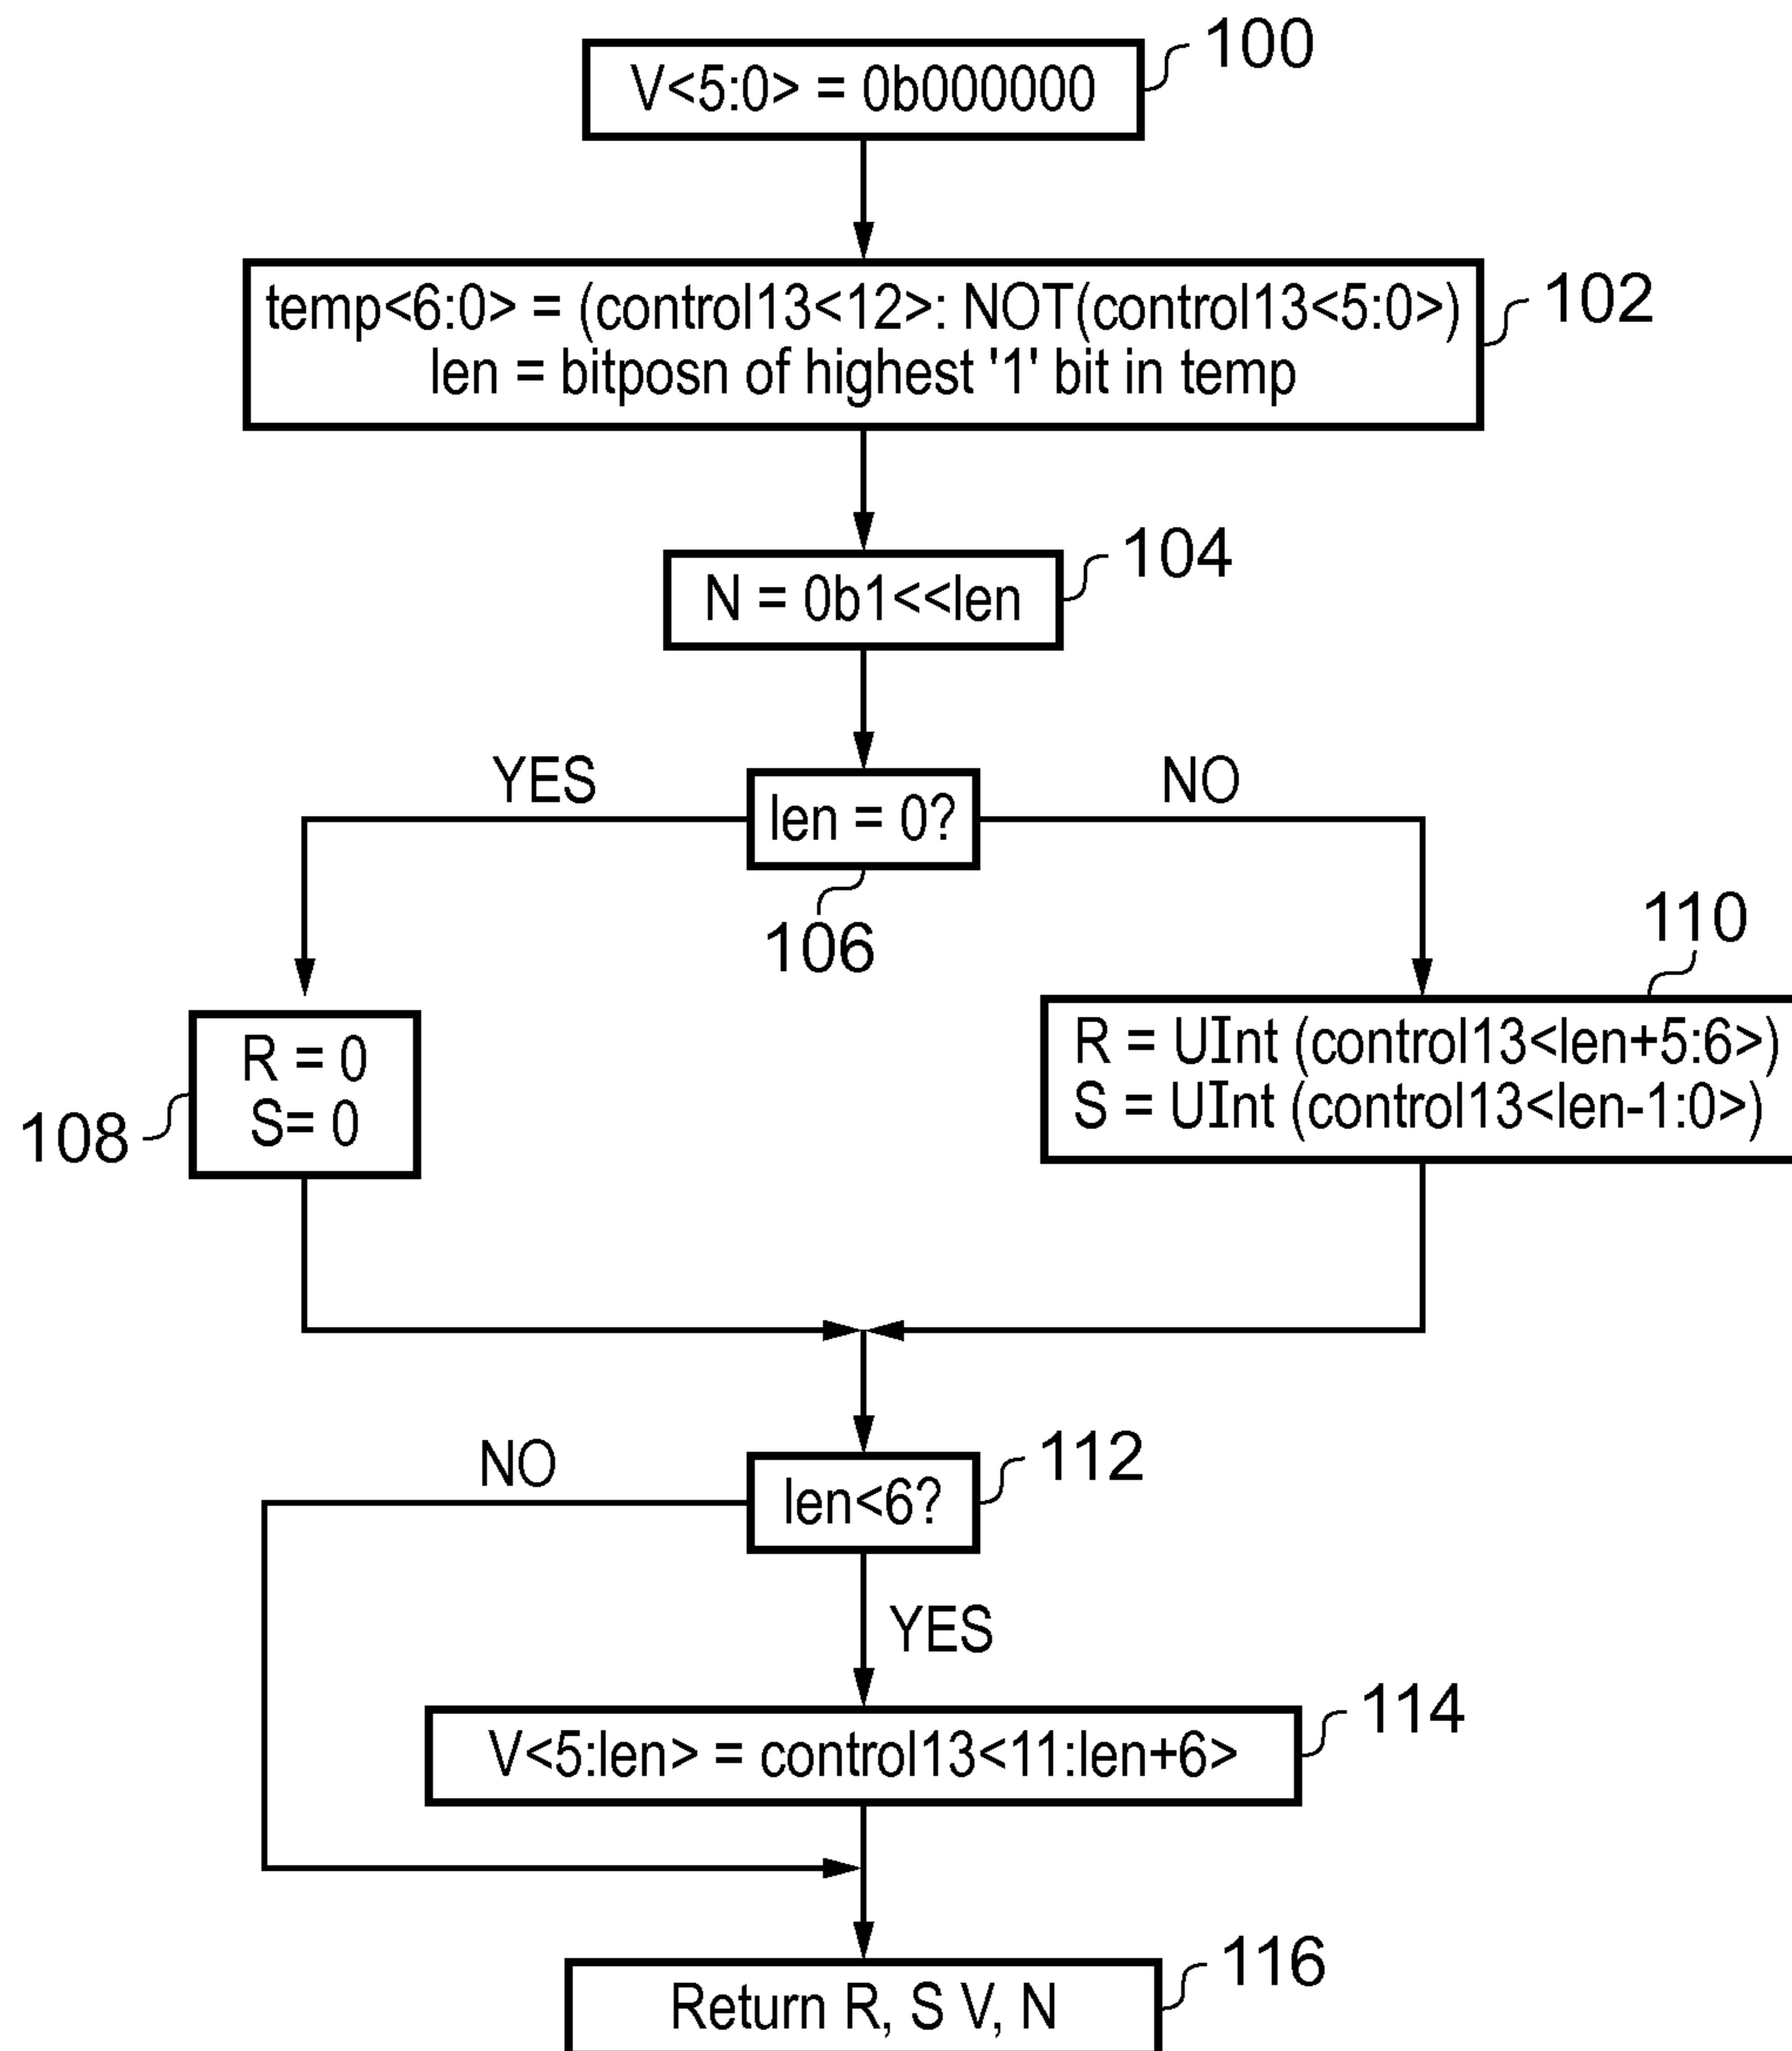 100
V<5:0> = 0b000000
temp<6:0> = (control13<12>: NOT(control13<5:0>)
len = bitposn of highest '1' bit in temp
102
104
N = 0b1<<len
YES
NO
len = 0?
106
110
R = 0
S= 0
108
R = UInt (control13<len+5:6>)
S = UInt (control13<len-1:0>)
NO
len<6?
112
YES
114
V<5:len> = control13<11:len+6>
116
Return R, S V, N